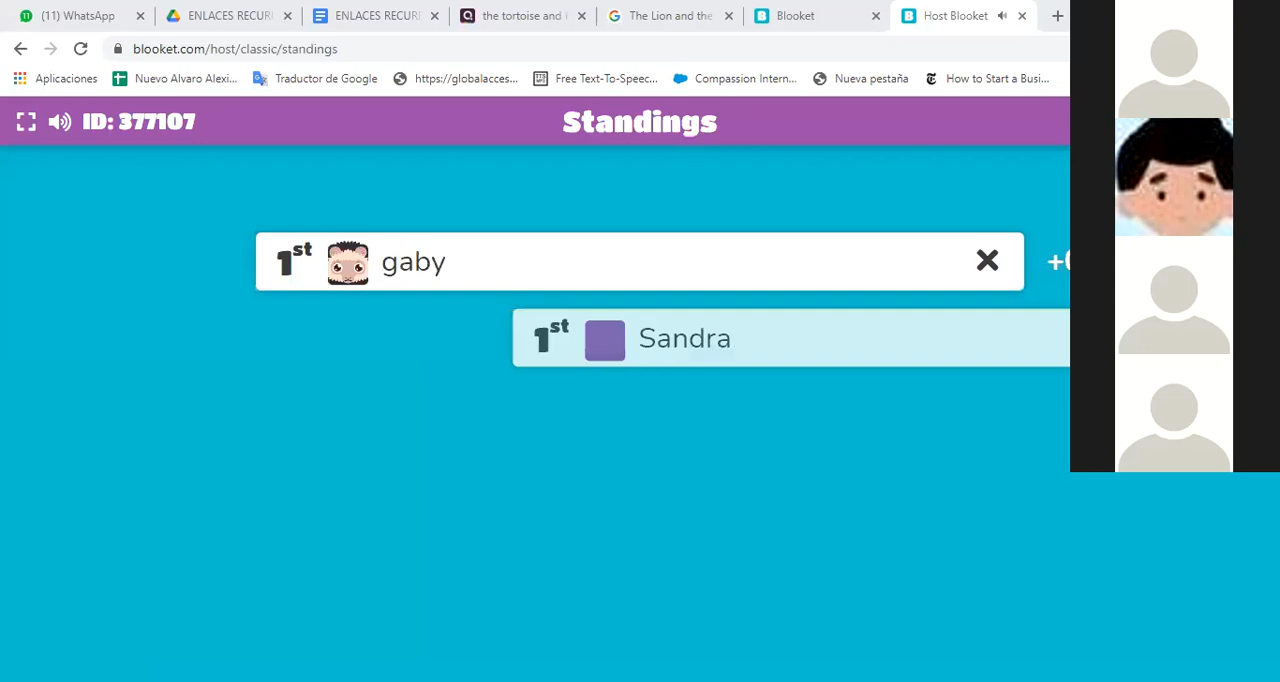 (11) WhatsApp
ENLACES RECURI
ENLACES RECURI
the tortoise and
The Lion and the
Blooket
Host Blooket
blooket.com/host/classic/standings
Aplicaciones
Nuevo Alvaro Alexi...
Traductor de Google
https://globalacces...
Free Text-To-Speec...
Compassion Intern...
Nueva pestaña
How to Start a Busi...
ID: 377107
Standings
1st gaby
+0
1st Sandra